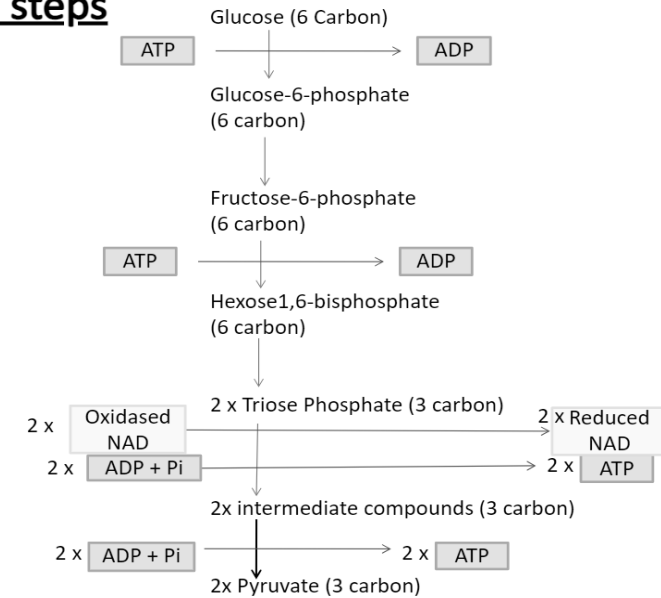 steps
Glucose (6 Carbon)
ATP
ADP
Glucose-6-phosphate
(6 carbon)
Fructose-6-phosphate
(6 carbon)
ATP
ADP
Hexose1,6-bisphosphate
(6 carbon)
2 x Triose Phosphate (3 carbon)
2 x
Oxidased
NAD
2 x
Reduced
NAD
2 x
ADP + Pi
2 x
ATP
2x intermediate compounds (3 carbon)
2 x
ADP + Pi
2 x
ATP
2x Pyruvate (3 carbon)